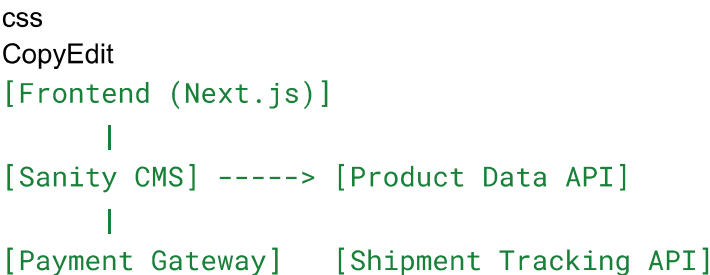 css
CopyEdit
[Frontend (Next.js)]
|
[Sanity CMS] -----> [Product Data API]
|
[Payment Gateway] [Shipment Tracking API]